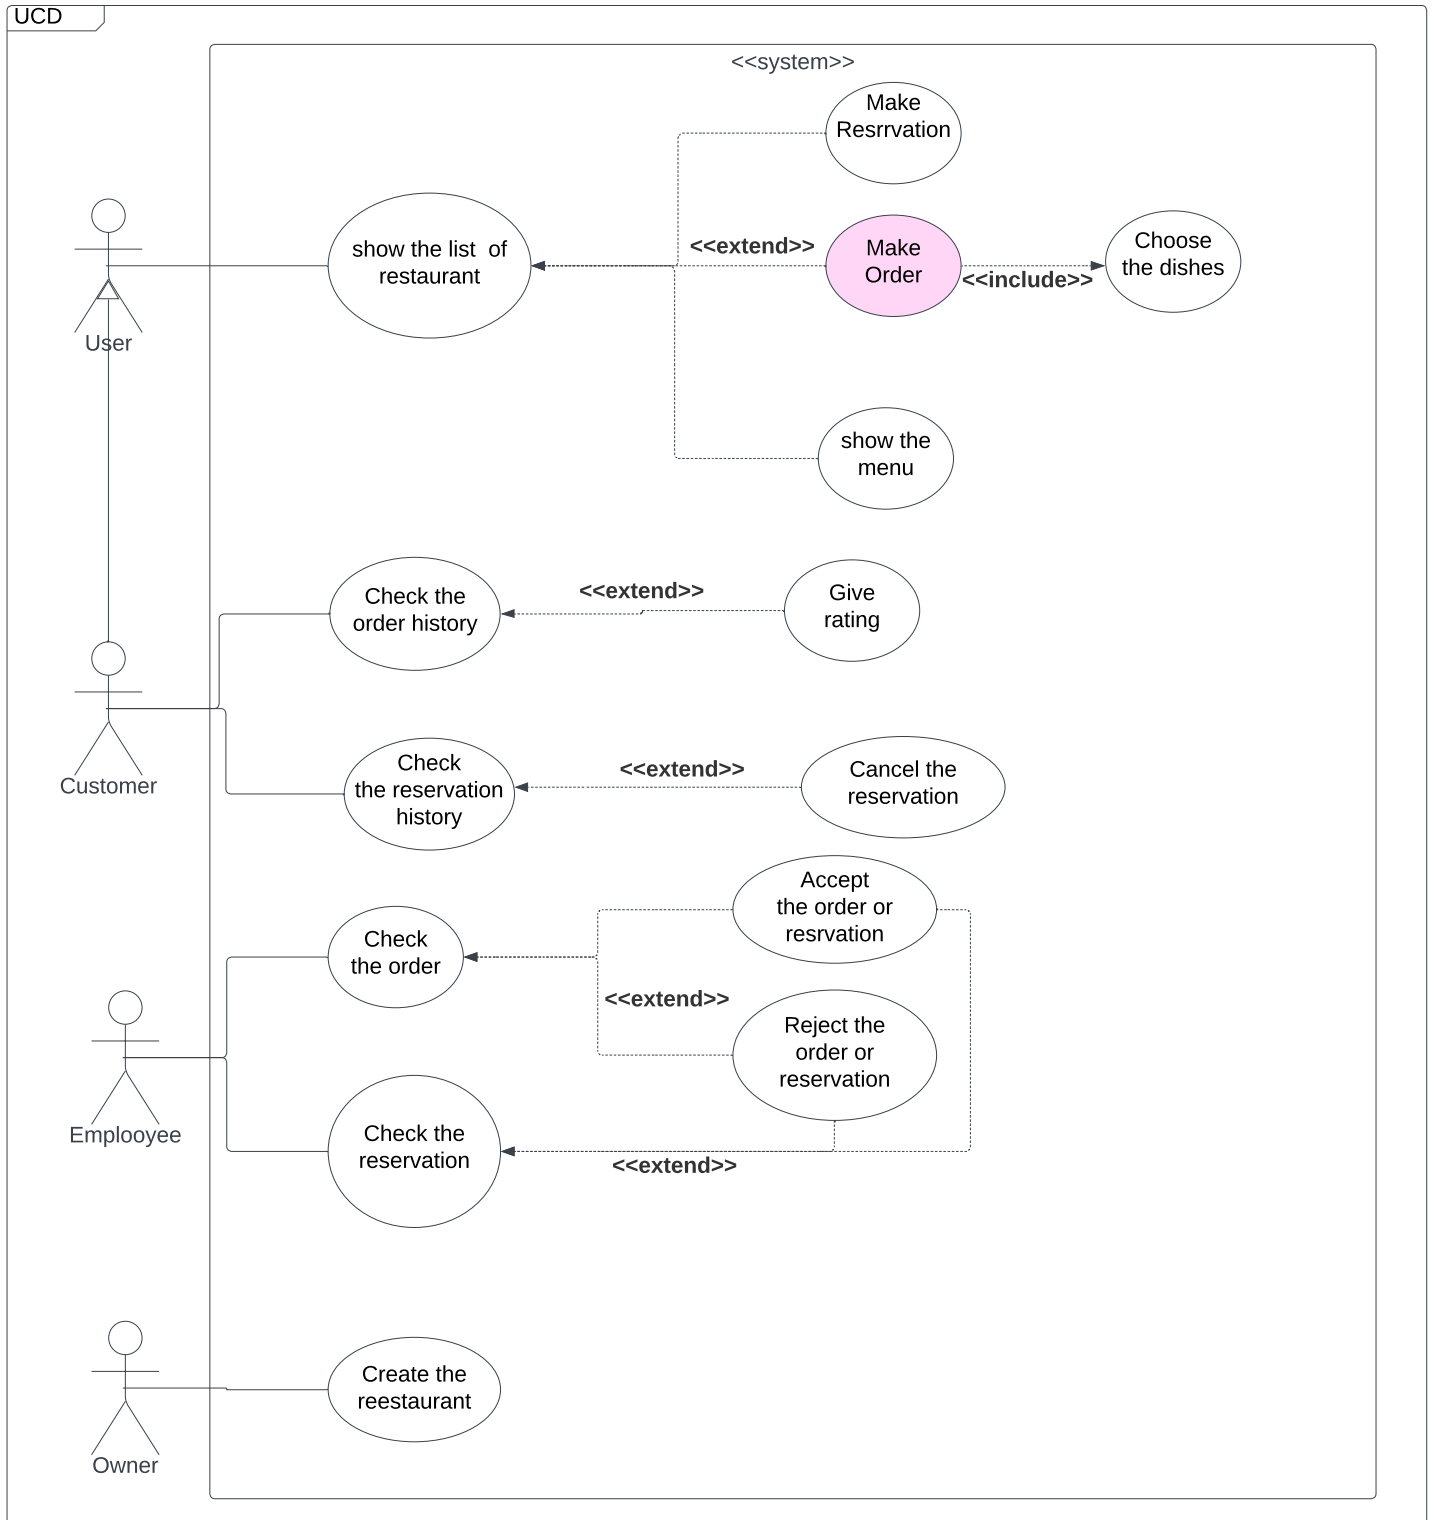 UCD
<<system>>
Make
Resrrvation
show the list  of
restaurant
<<extend>>
Make
Order
<<include>>
Choose
the dishes
User
show the
menu
Check the
order history
<<extend>>
Give
rating
Customer
Check
the reservation
history
<<extend>>
Cancel the
reservation
Accept
the order or
resrvation
Check
the order
<<extend>>
Reject the
order or
reservation
Emplooyee
Check the
reservation
<<extend>>
Create the
reestaurant
Owner